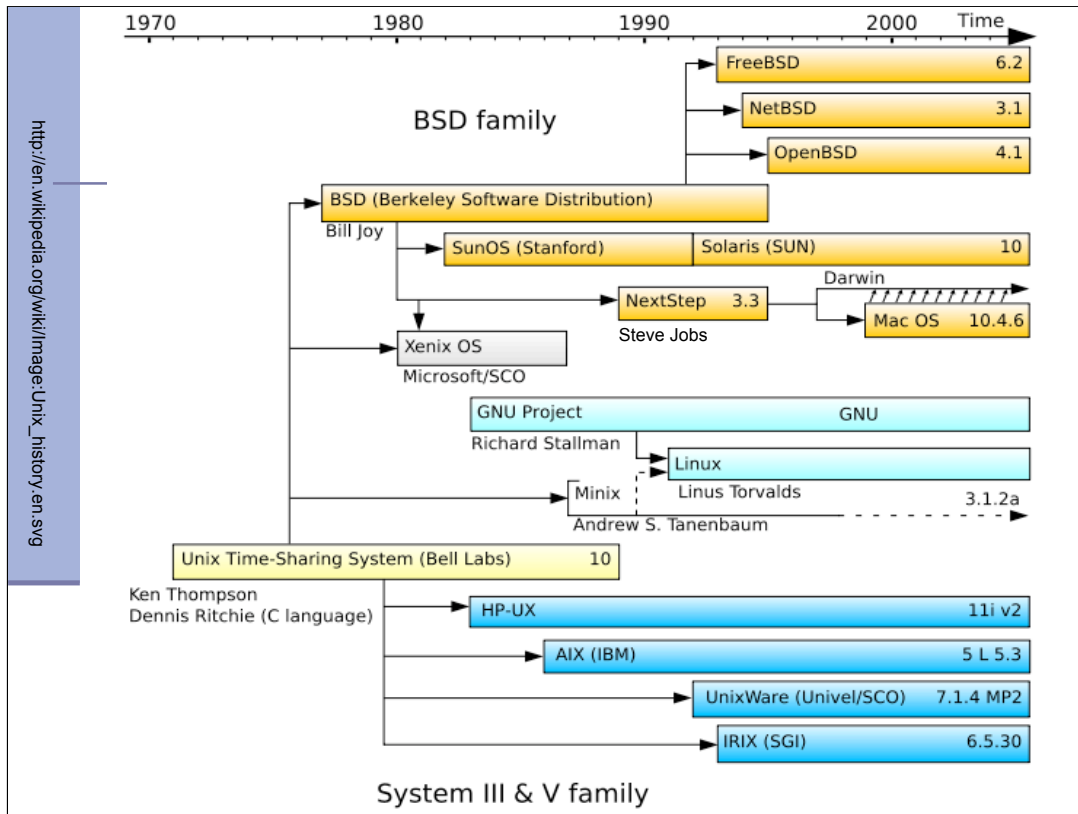 http://en.wikipedia.org/wiki/Image:Unix_history.en.svg
1970 1980 1990 2000 Time
FreeBSD 6.2
BSD family
NetBSD 3.1
OpenBSD 4.1
BSD (Berkeley Software Distribution)
Bill Joy
SunOS (Stanford) Solaris (SUN) 10
Darwin
NextStep 3.3
Mac OS 10.4.6
Steve Jobs
Xenix OS
Microsoft/SCO
GNU Project GNU
Richard Stallman
Linux
Linus Torvalds
Minix 3.1.2a
Andrew S. Tanenbaum
Unix Time-Sharing System (Bell Labs) 10
Ken Thompson
Dennis Ritchie (C language)
HP-UX 11i v2
AIX (IBM) 5 L 5.3
UnixWare (Univel/SCO) 7.1.4 MP2
IRIX (SGI) 6.5.30
System III & V family